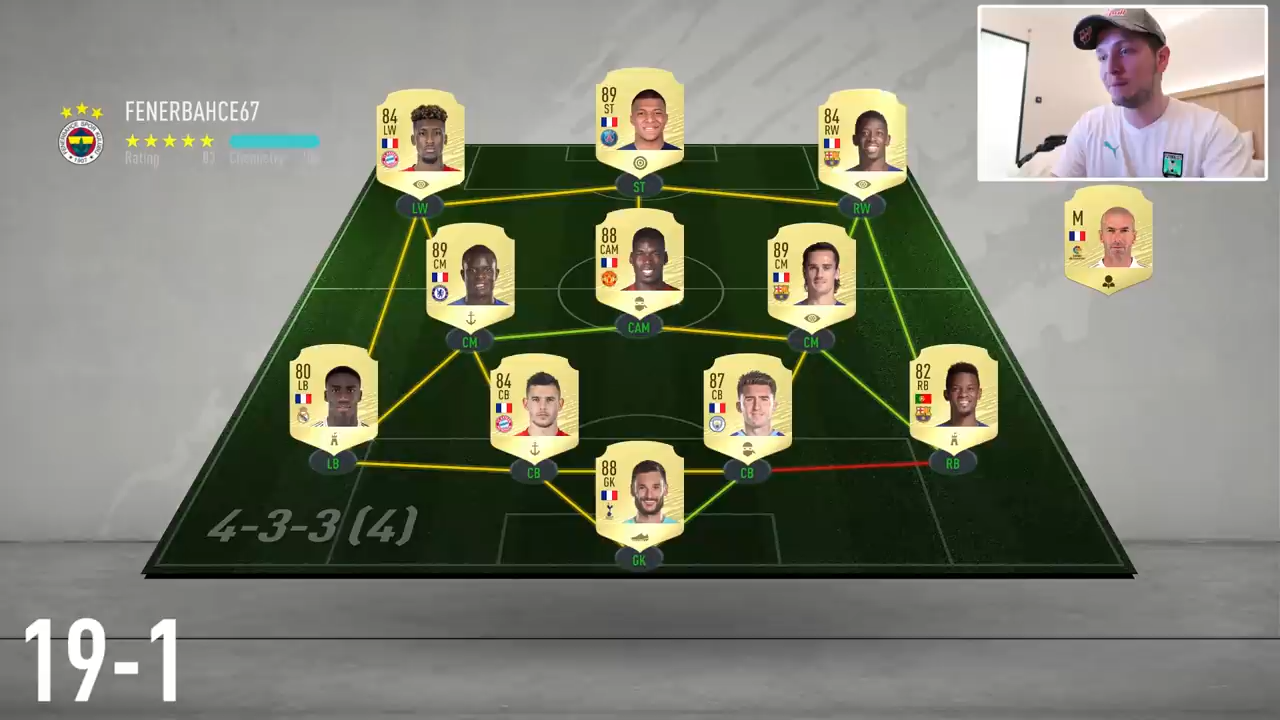 FENERBAHCE67
Rating 83 Chemistry 100
84
LW
89
ST
84
RW
M
LW
ST
RW
89
CM
88
CAM
89
CM
CM
CAM
CM
80
LB
84
CB
87
CB
82
RB
LB
CB
CB
RB
88
GK
GK
4-3-3 (4)
19-1